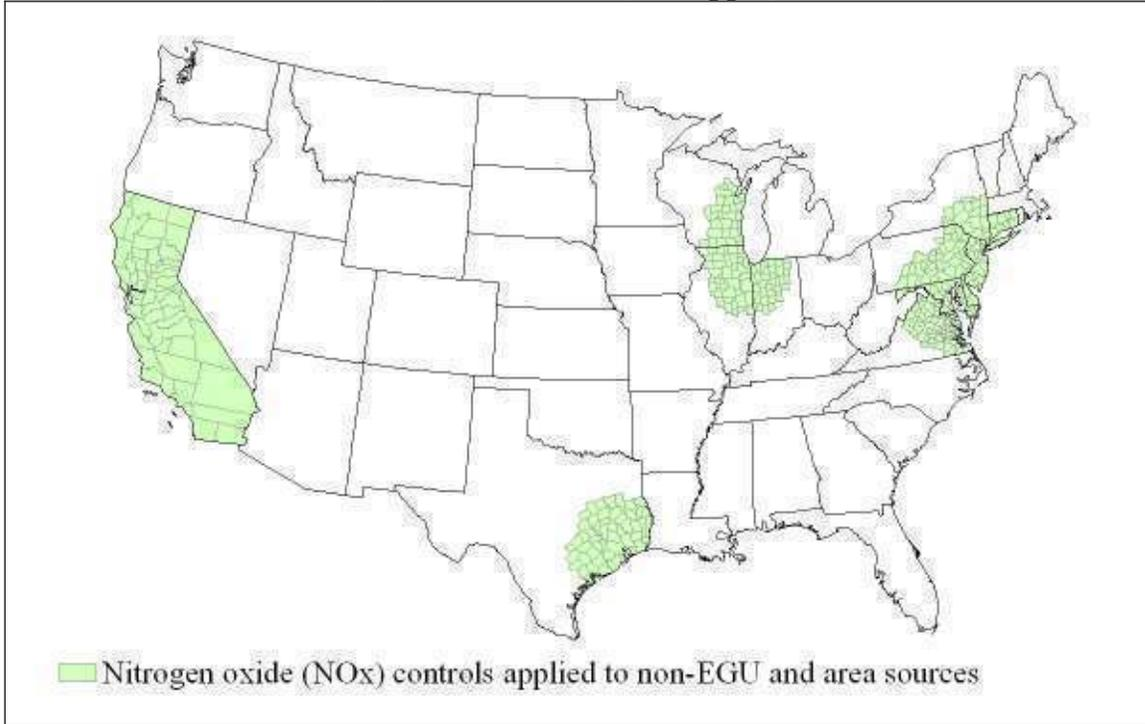 Nitrogen oxide (NOx) controls applied to non-EGU and area sources